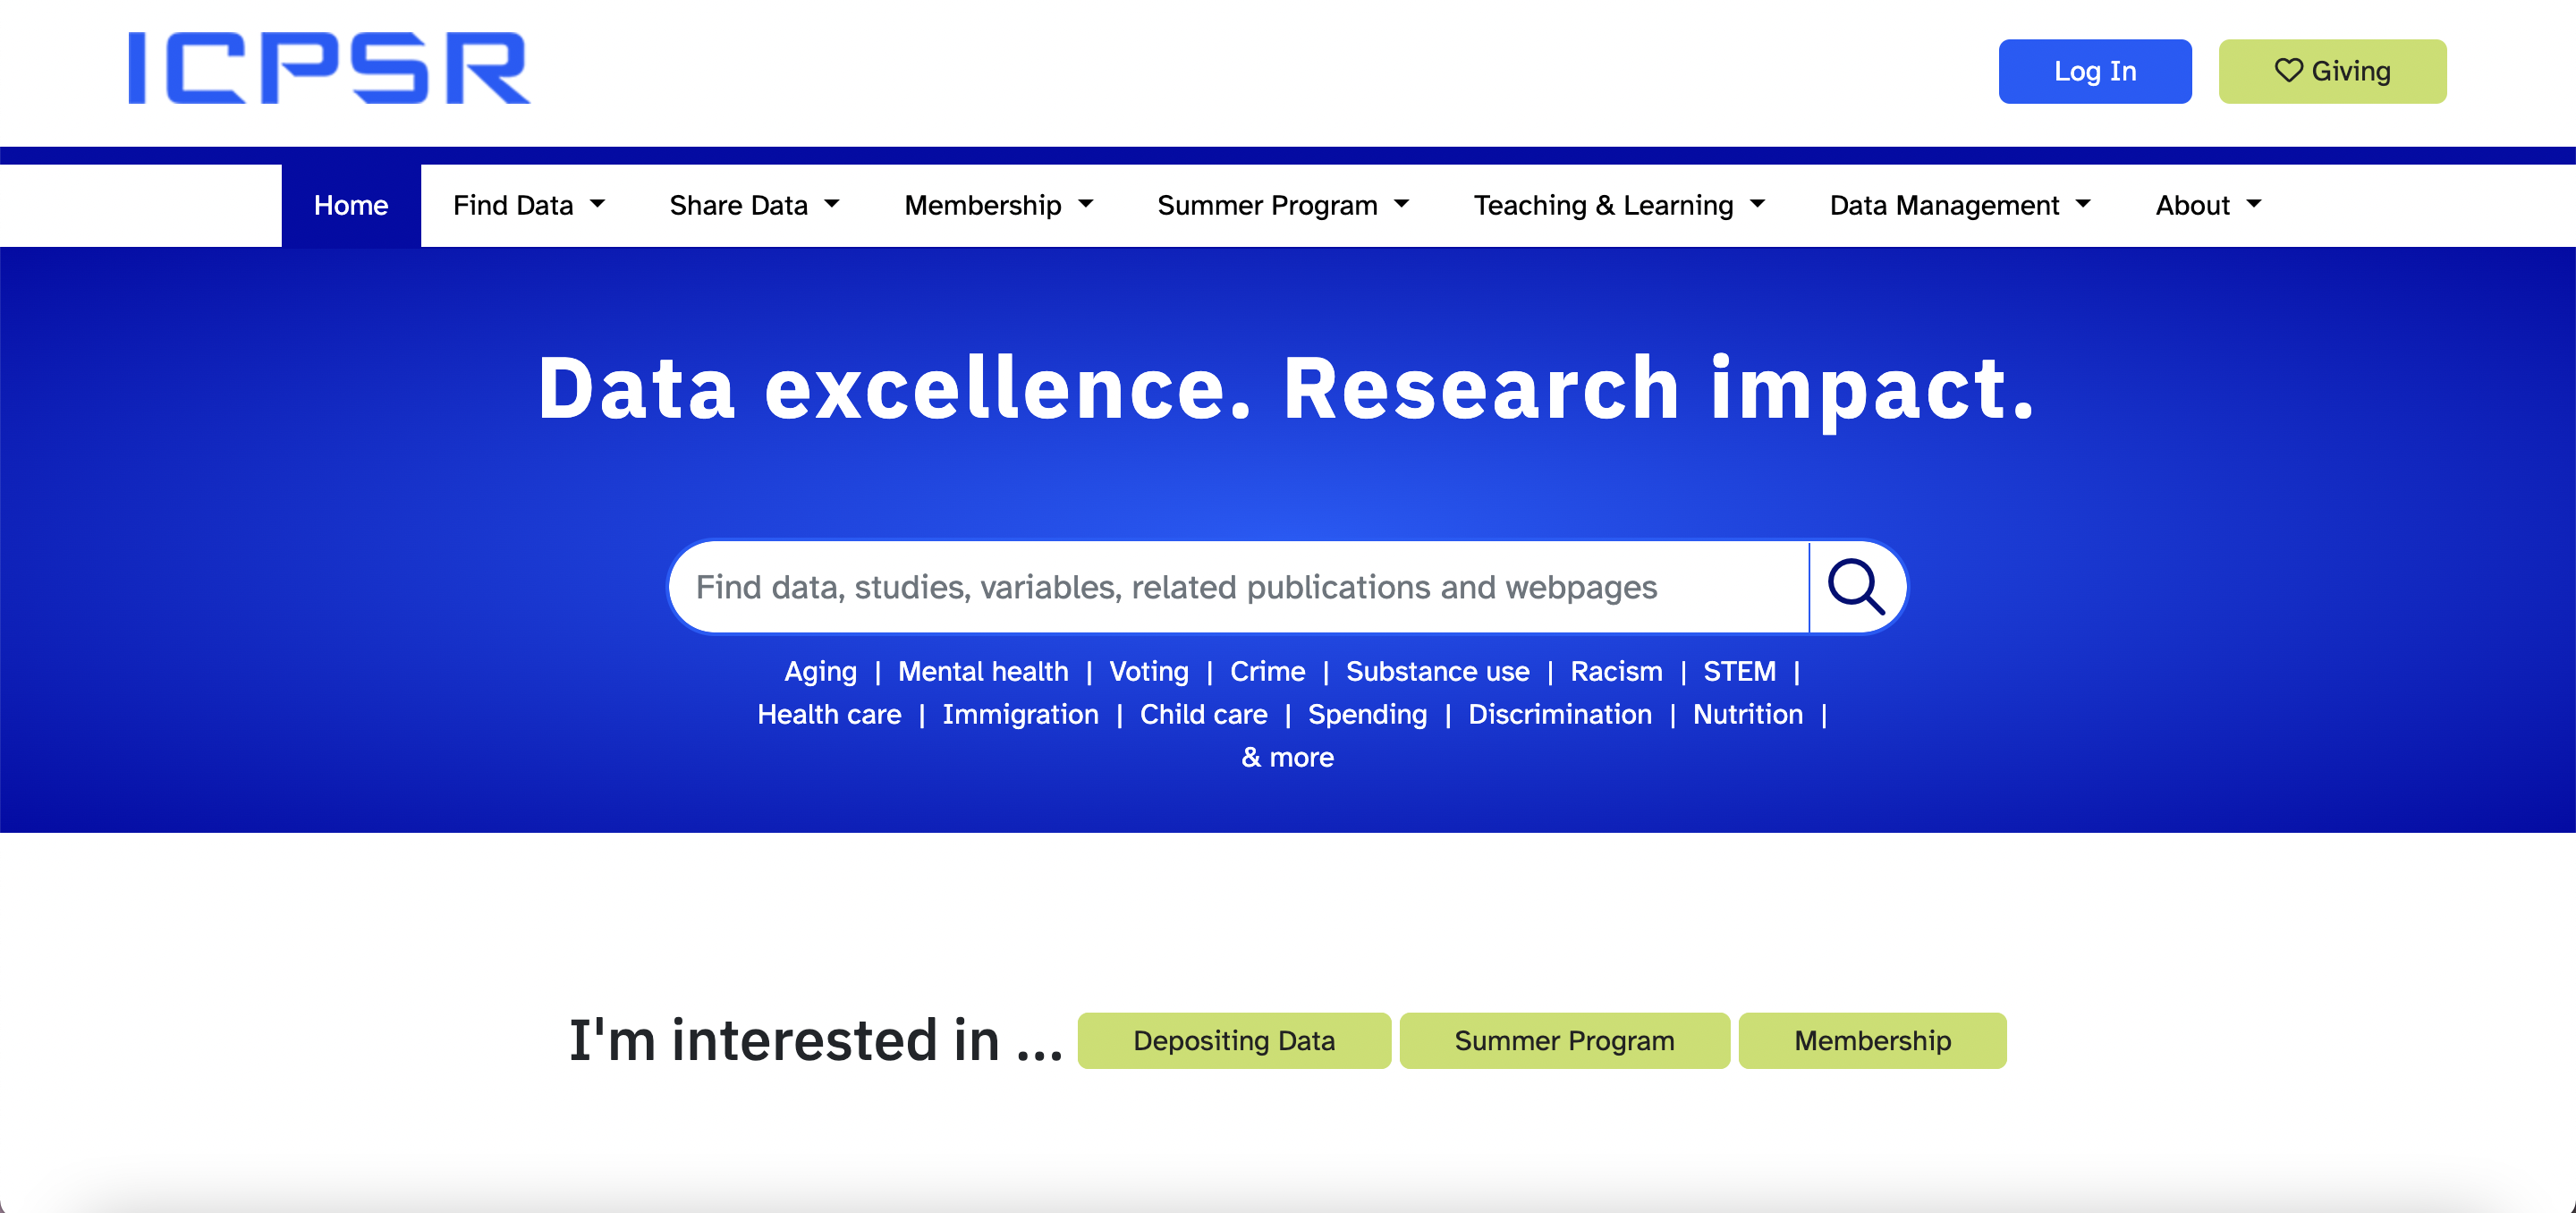 ICPSR
Log In
Giving
Home Find Data Share Data Membership Summer Program Teaching & Learning Data Management About
Data excellence. Research impact.
Find data, studies, variables, related publications and webpages
Aging | Mental health | Voting | Crime | Substance use | Racism | STEM |
Health care | Immigration | Child care | Spending | Discrimination | Nutrition |
& more
I'm interested in ... Depositing Data Summer Program Membership